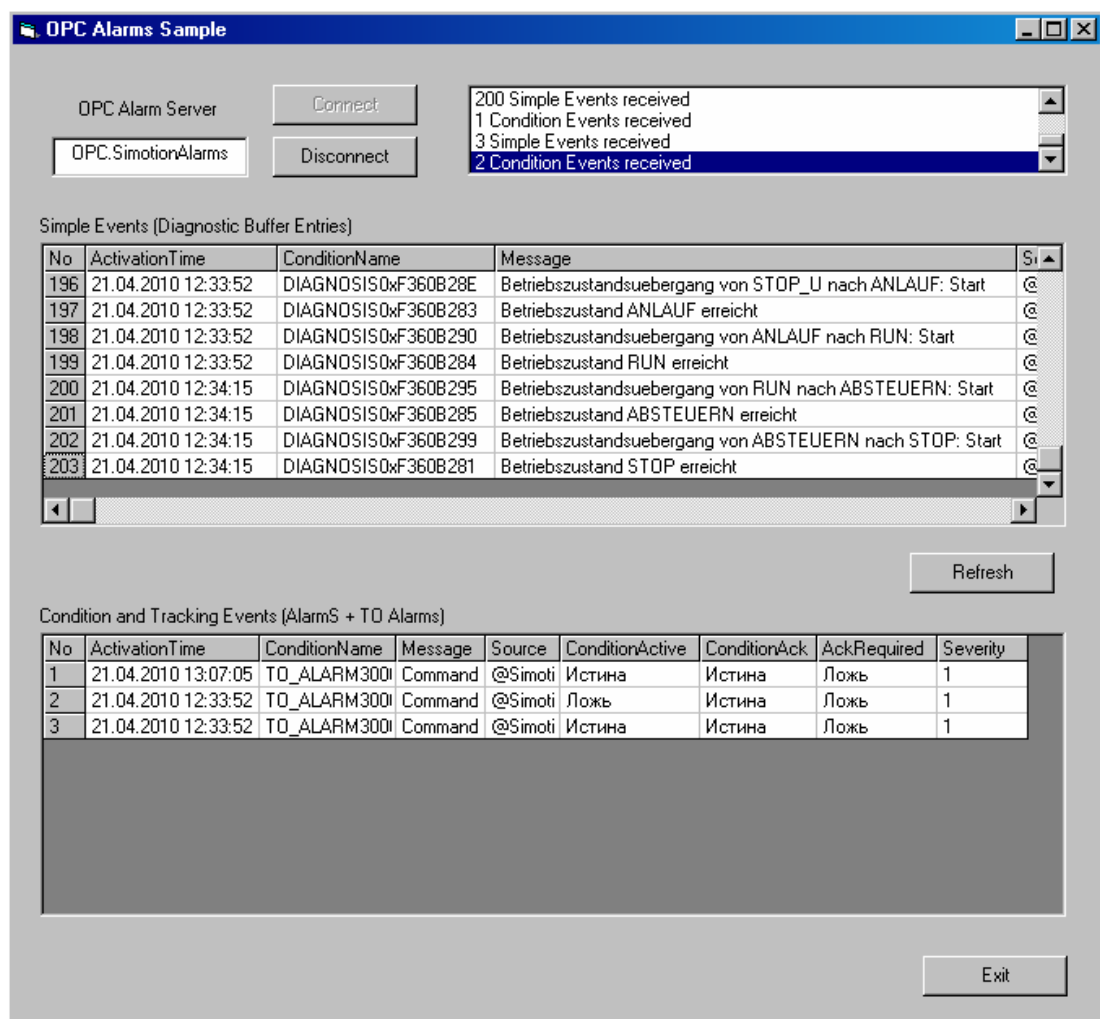 OPC Alarms Sample
OPC Alarm Server
Connect
OPC.SimotionAlarms
Disconnect
200 Simple Events received
1 Condition Events received
3 Simple Events received
2 Condition Events received
Simple Events (Diagnostic Buffer Entries)
No ActivationTime ConditionName Message
196 21.04.2010 12:33:52 DIAGNOSIS0xF360B28E Betriebszustandsuebergang von STOP_U nach ANLAUF: Start @
197 21.04.2010 12:33:52 DIAGNOSIS0xF360B283 Betriebszustand ANLAUF erreicht @
198 21.04.2010 12:33:52 DIAGNOSIS0xF360B290 Betriebszustandsuebergang von ANLAUF nach RUN: Start @
199 21.04.2010 12:33:52 DIAGNOSIS0xF360B284 Betriebszustand RUN erreicht @
200 21.04.2010 12:34:15 DIAGNOSIS0xF360B295 Betriebszustandsuebergang von RUN nach ABSTEUERN: Start @
201 21.04.2010 12:34:15 DIAGNOSIS0xF360B285 Betriebszustand ABSTEUERN erreicht @
202 21.04.2010 12:34:15 DIAGNOSIS0xF360B299 Betriebszustandsuebergang von ABSTEUERN nach STOP: Start @
203 21.04.2010 12:34:15 DIAGNOSIS0xF360B281 Betriebszustand STOP erreicht @
Refresh
Condition and Tracking Events (AlarmS + TO Alarms)
No ActivationTime ConditionName Message Source ConditionActive ConditionAck AckRequired Severity
1 21.04.2010 13:07:05 TO_ALARM300 Command @Simoti Истина Истина Ложь 1
2 21.04.2010 12:33:52 TO_ALARM300 Command @Simoti Ложь Истина Ложь 1
3 21.04.2010 12:33:52 TO_ALARM300 Command @Simoti Истина Истина Ложь 1
Exit